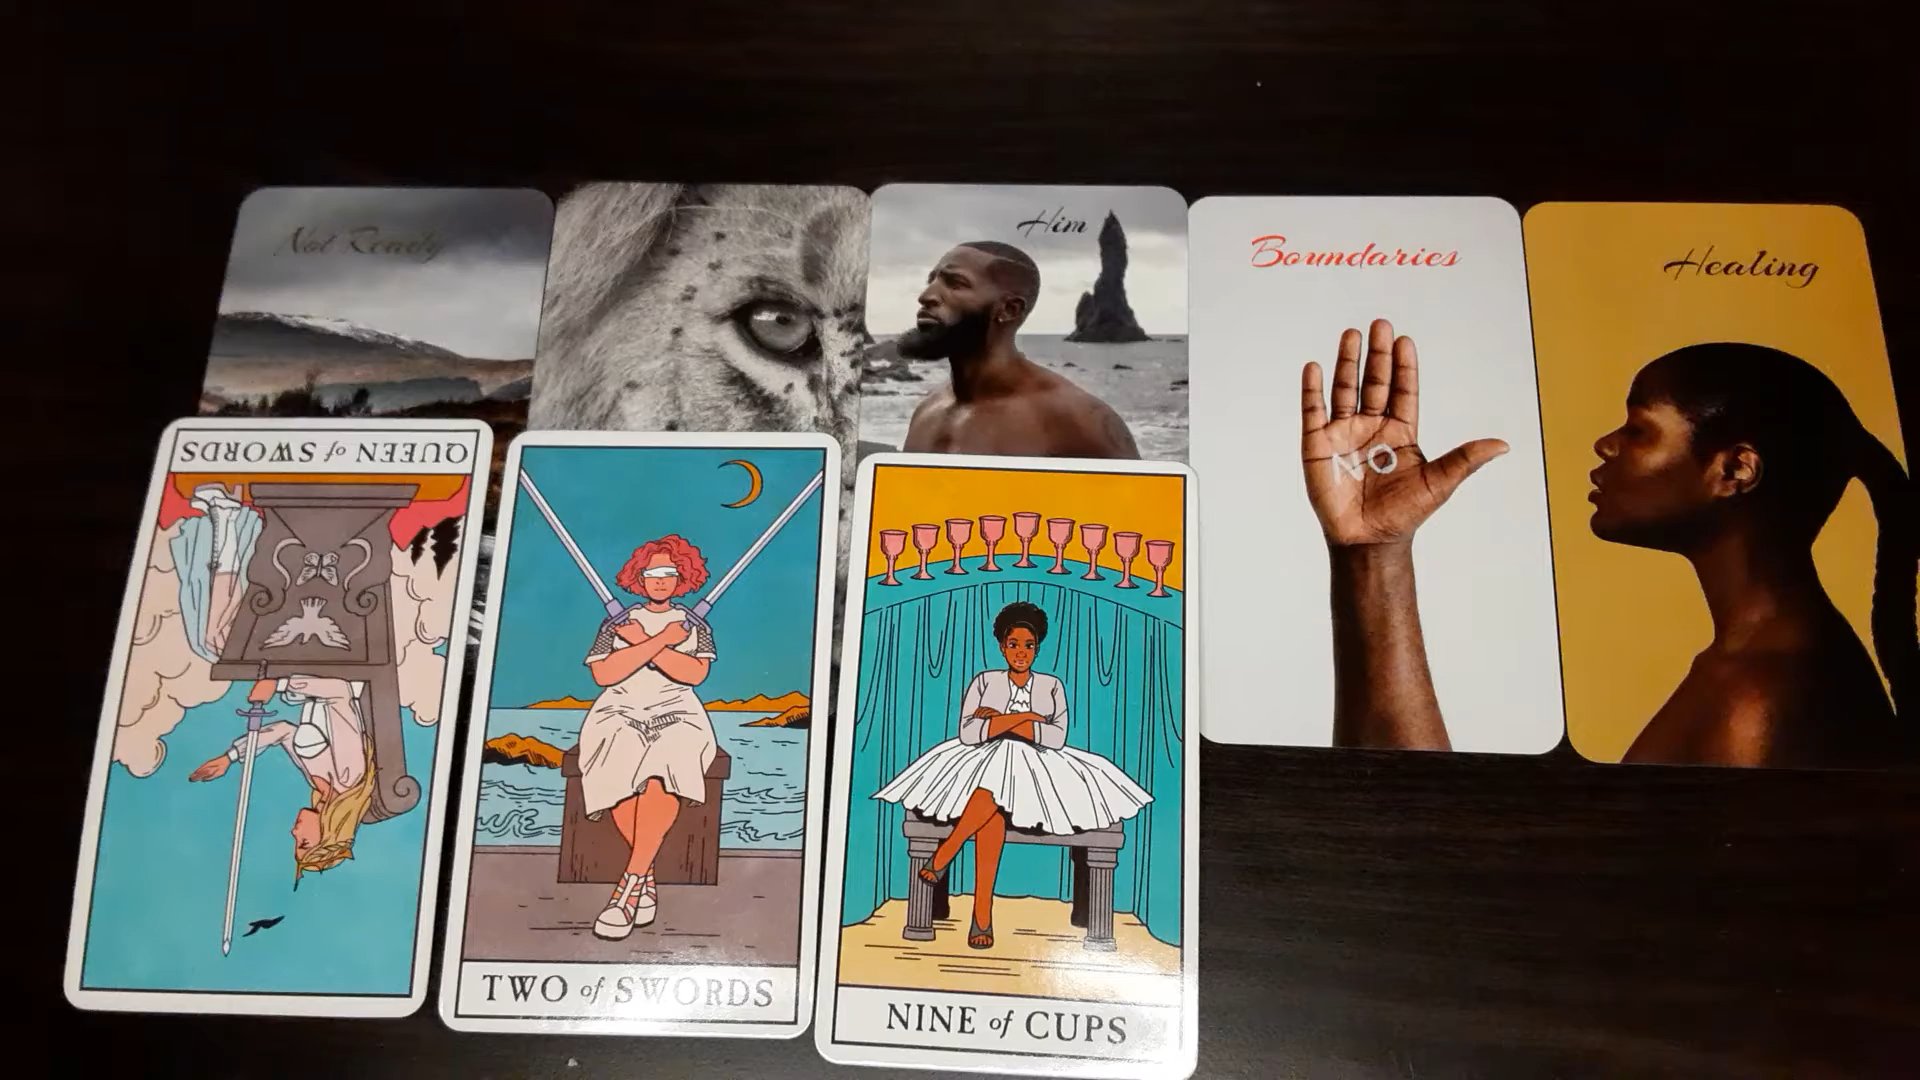 Not Ready
Him
Boundaries
Healing
NO
QUEEN of SWORDS
TWO of SWORDS
NINE of CUPS